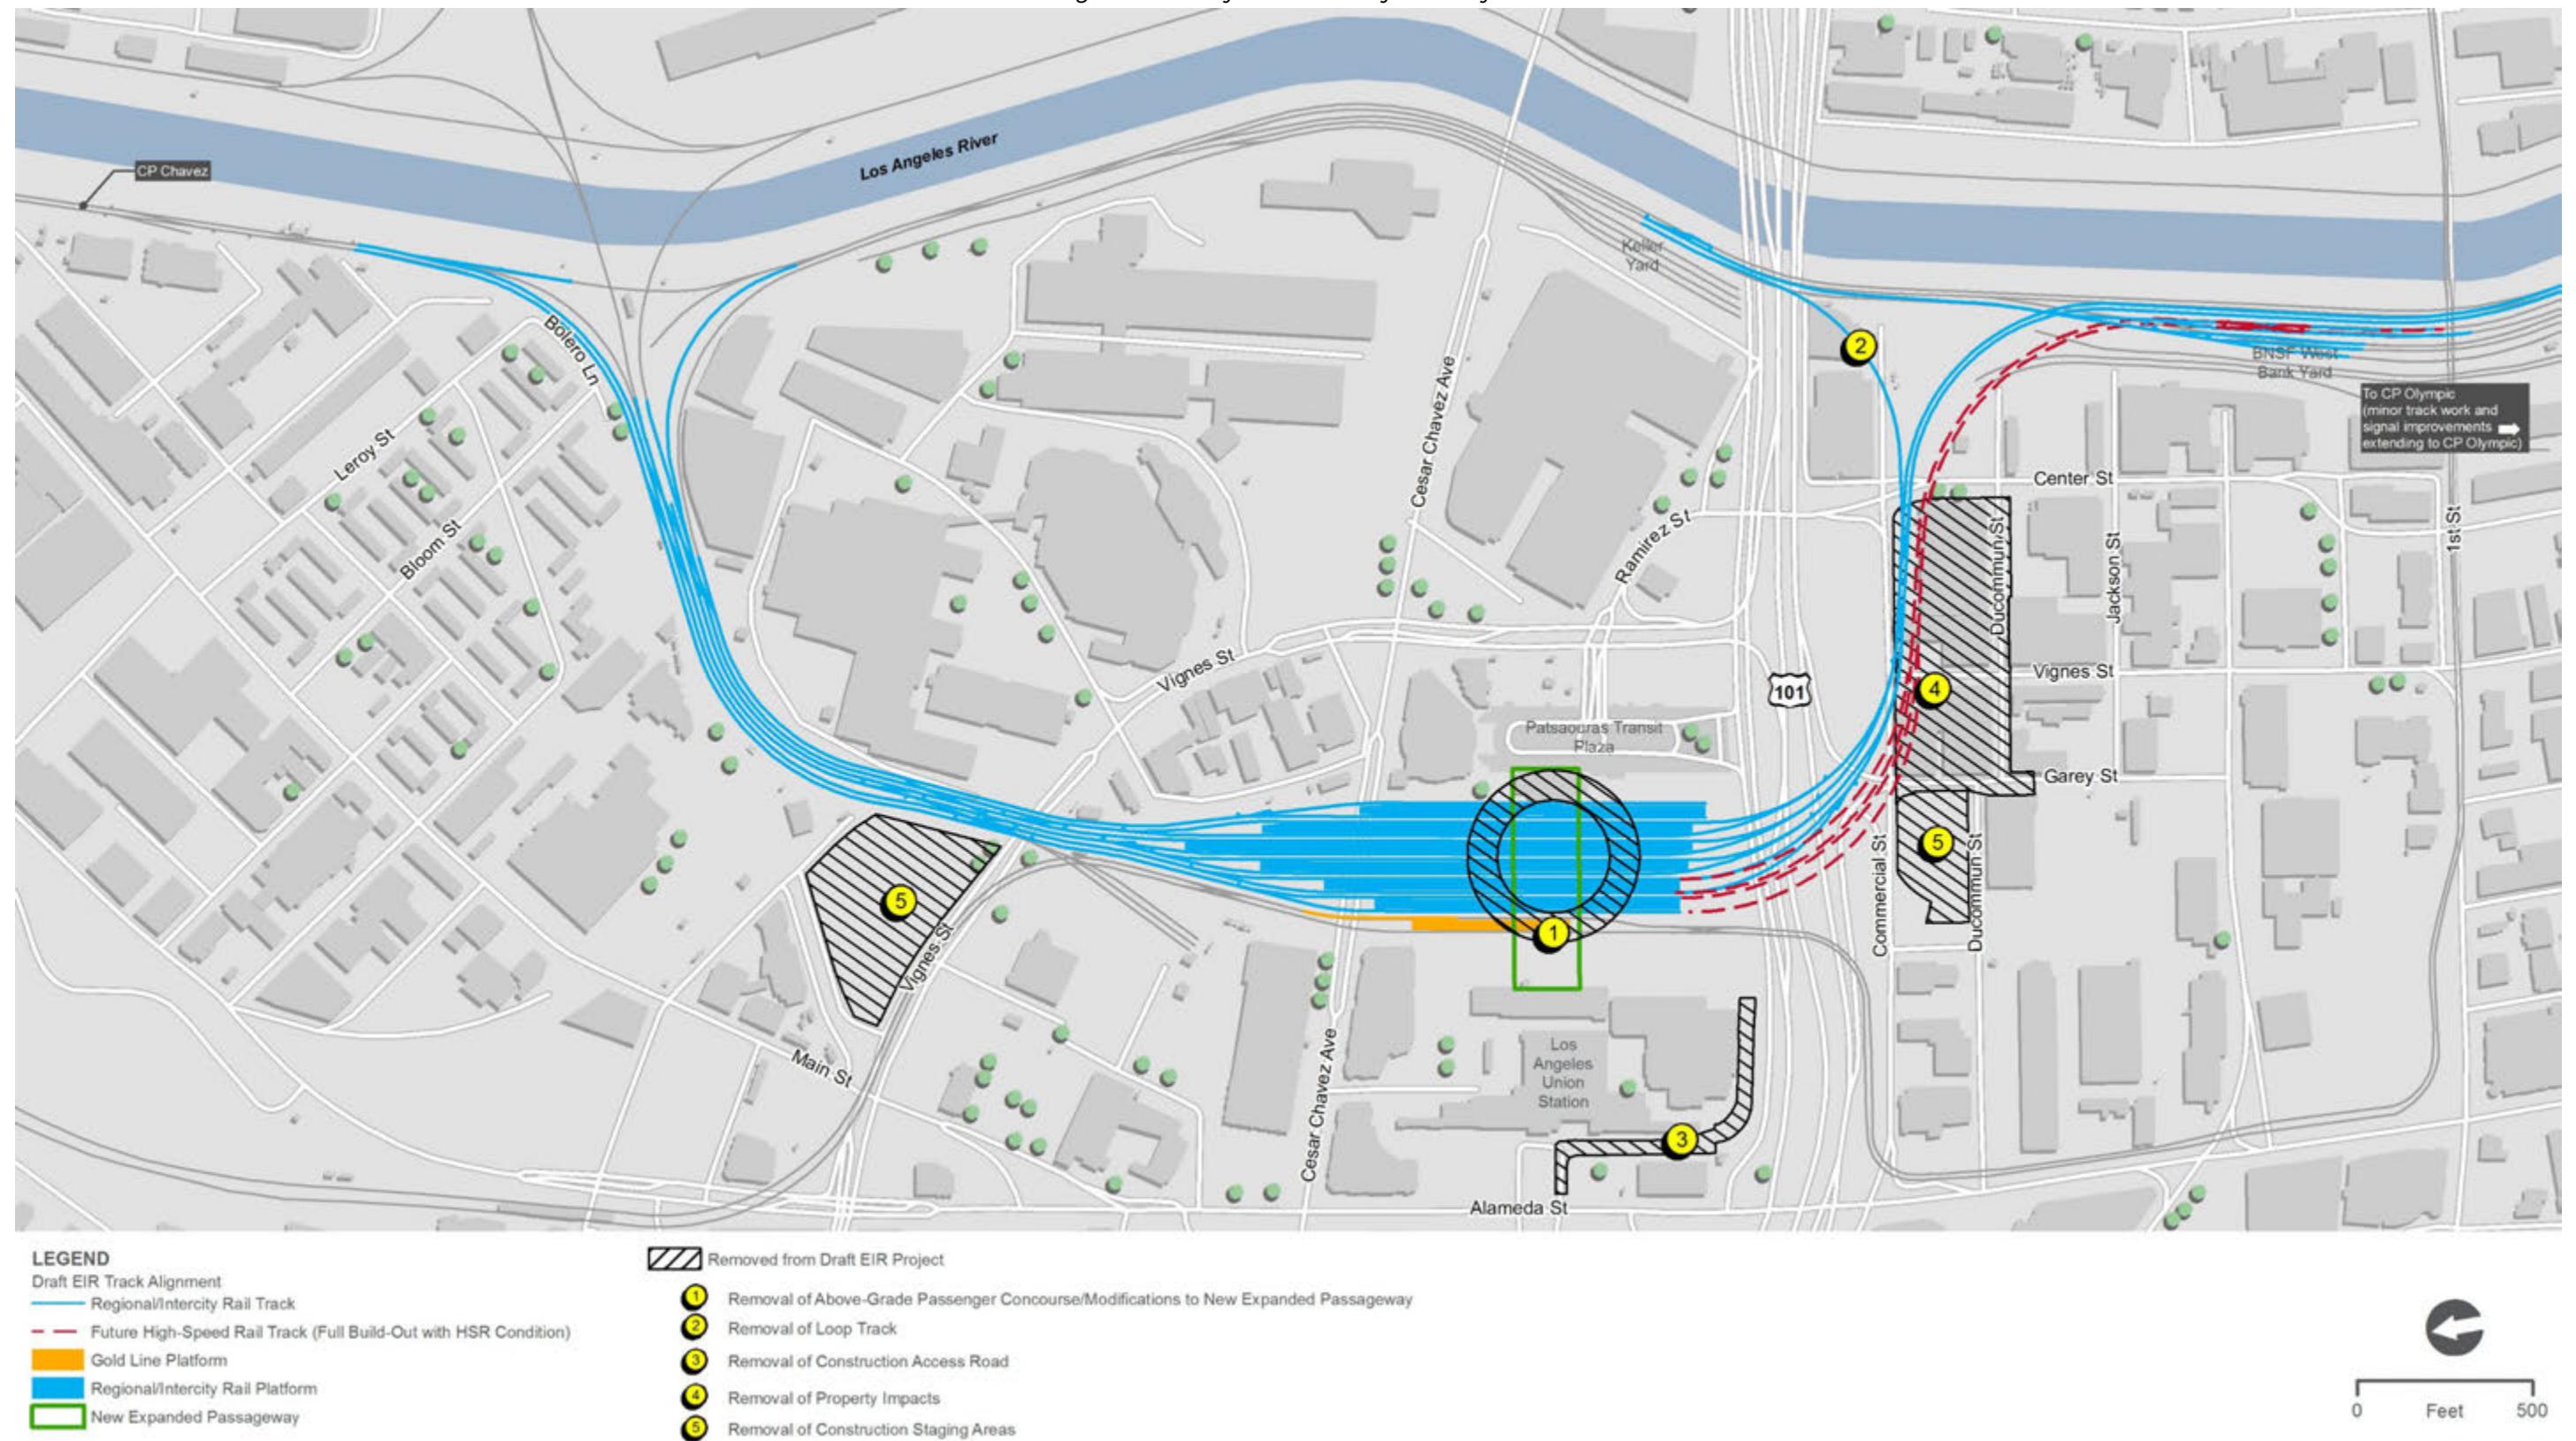 CP Chavez
Los Angeles River
Keller
Yard
BNSF West
Bank Yard
To CP Olympic
(minor track work and
signal improvements
extending to CP Olympic)
Bolero Ln
Leroy St
Bloom St
Cesar Chavez Ave
Ramirez St
Center St
Ducommun St
Jackson St
1st St
Vignes St
Vignes St
101
Patsaouras Transit
Plaza
Garey St
Commercial St
Ducommun St
Vignes St
Main St
Cesar Chavez Ave
Los
Angeles
Union
Station
Alameda St
2
4
5
5
1
3
LEGEND
Draft EIR Track Alignment
Regional/Intercity Rail Track
Future High-Speed Rail Track (Full Build-Out with HSR Condition)
Gold Line Platform
Regional/Intercity Rail Platform
New Expanded Passageway
Removed from Draft EIR Project
1 Removal of Above-Grade Passenger Concourse/Modifications to New Expanded Passageway
2 Removal of Loop Track
3 Removal of Construction Access Road
4 Removal of Property Impacts
5 Removal of Construction Staging Areas
0 Feet 500